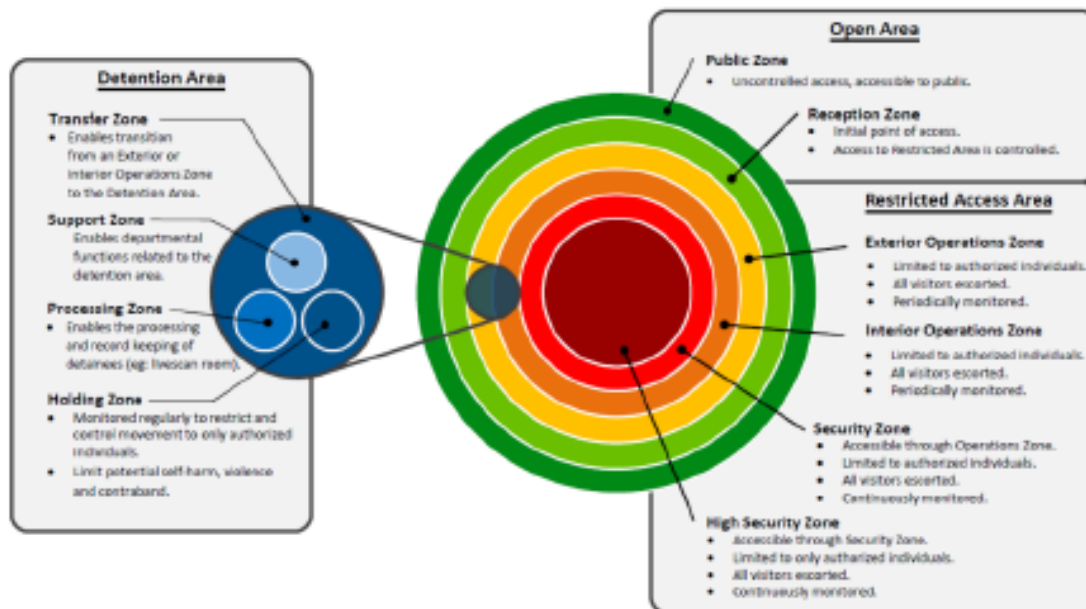 Detention Area
Transfer Zone
• Enables transition
from an Exterior or
Interior Operations Zone
to the Detention Area.
Support Zone
Enables departmental
functions related to the
detention area.
Processing Zone
• Enables the processing
and record keeping of
detainees (eg: livescan room).
Holding Zone
• Monitored regularly to restrict and
control movement to only authorized
individuals.
• Limit potential self-harm, violence
and contraband.
Open Area
Public Zone
• Uncontrolled access, accessible to public.
Reception Zone
• Initial point of access.
• Access to Restricted Area is controlled.
Restricted Access Area
Exterior Operations Zone
• Limited to authorized individuals.
• All visitors escorted.
• Periodically monitored.
Interior Operations Zone
• Limited to authorized individuals.
• All visitors escorted.
• Periodically monitored.
Security Zone
• Accessible through Operations Zone.
• Limited to authorized individuals.
• All visitors escorted.
• Continuously monitored.
High Security Zone
• Accessible through Security Zone.
• Limited to only authorized individuals.
• All visitors escorted.
• Continuously monitored.